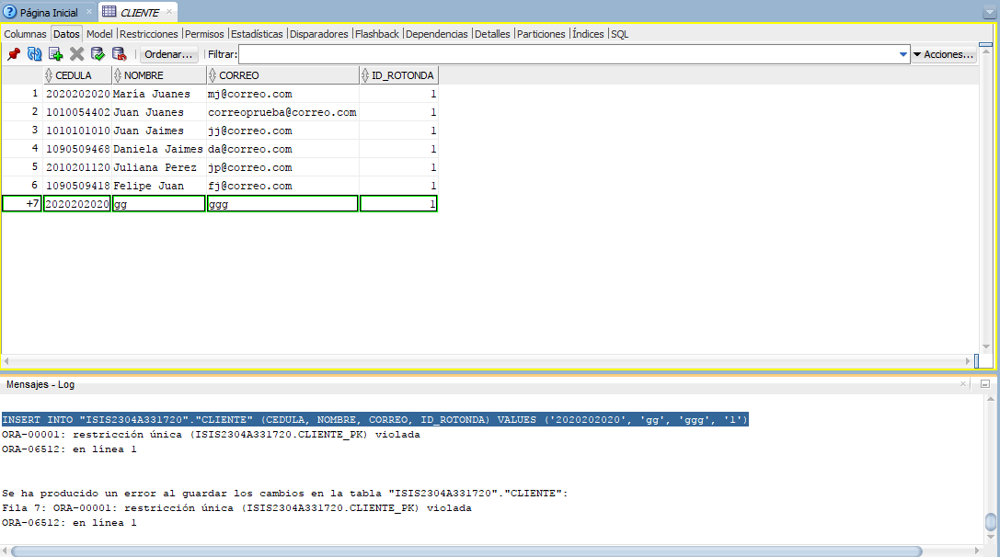 Página Inicial CLIENTE
Columnas Datos Model Restricciones Permisos Estadísticas Disparadores Flashback Dependencias Detalles Particiones Índices SQL
Ordenar... Filtrar: Acciones...
CEDULA NOMBRE CORREO ID_ROTONDA
1 2020202020 María Juanes mj@correo.com 1
2 1010054402 Juan Juanes correoprueba@correo.com 1
3 1010101010 Juan Jaimes jj@correo.com 1
4 1090509468 Daniela Jaimes da@correo.com 1
5 2010201120 Juliana Perez jp@correo.com 1
6 1090509418 Felipe Juan fj@correo.com 1
+7 2020202020 gg ggg 1
Mensajes - Log
INSERT INTO "ISIS2304A331720"."CLIENTE" (CEDULA, NOMBRE, CORREO, ID_ROTONDA) VALUES ('2020202020', 'gg', 'ggg', '1')
ORA-00001: restricción única (ISIS2304A331720.CLIENTE_PK) violada
ORA-06512: en línea 1
Se ha producido un error al guardar los cambios en la tabla "ISIS2304A331720"."CLIENTE":
Fila 7: ORA-00001: restricción única (ISIS2304A331720.CLIENTE_PK) violada
ORA-06512: en línea 1